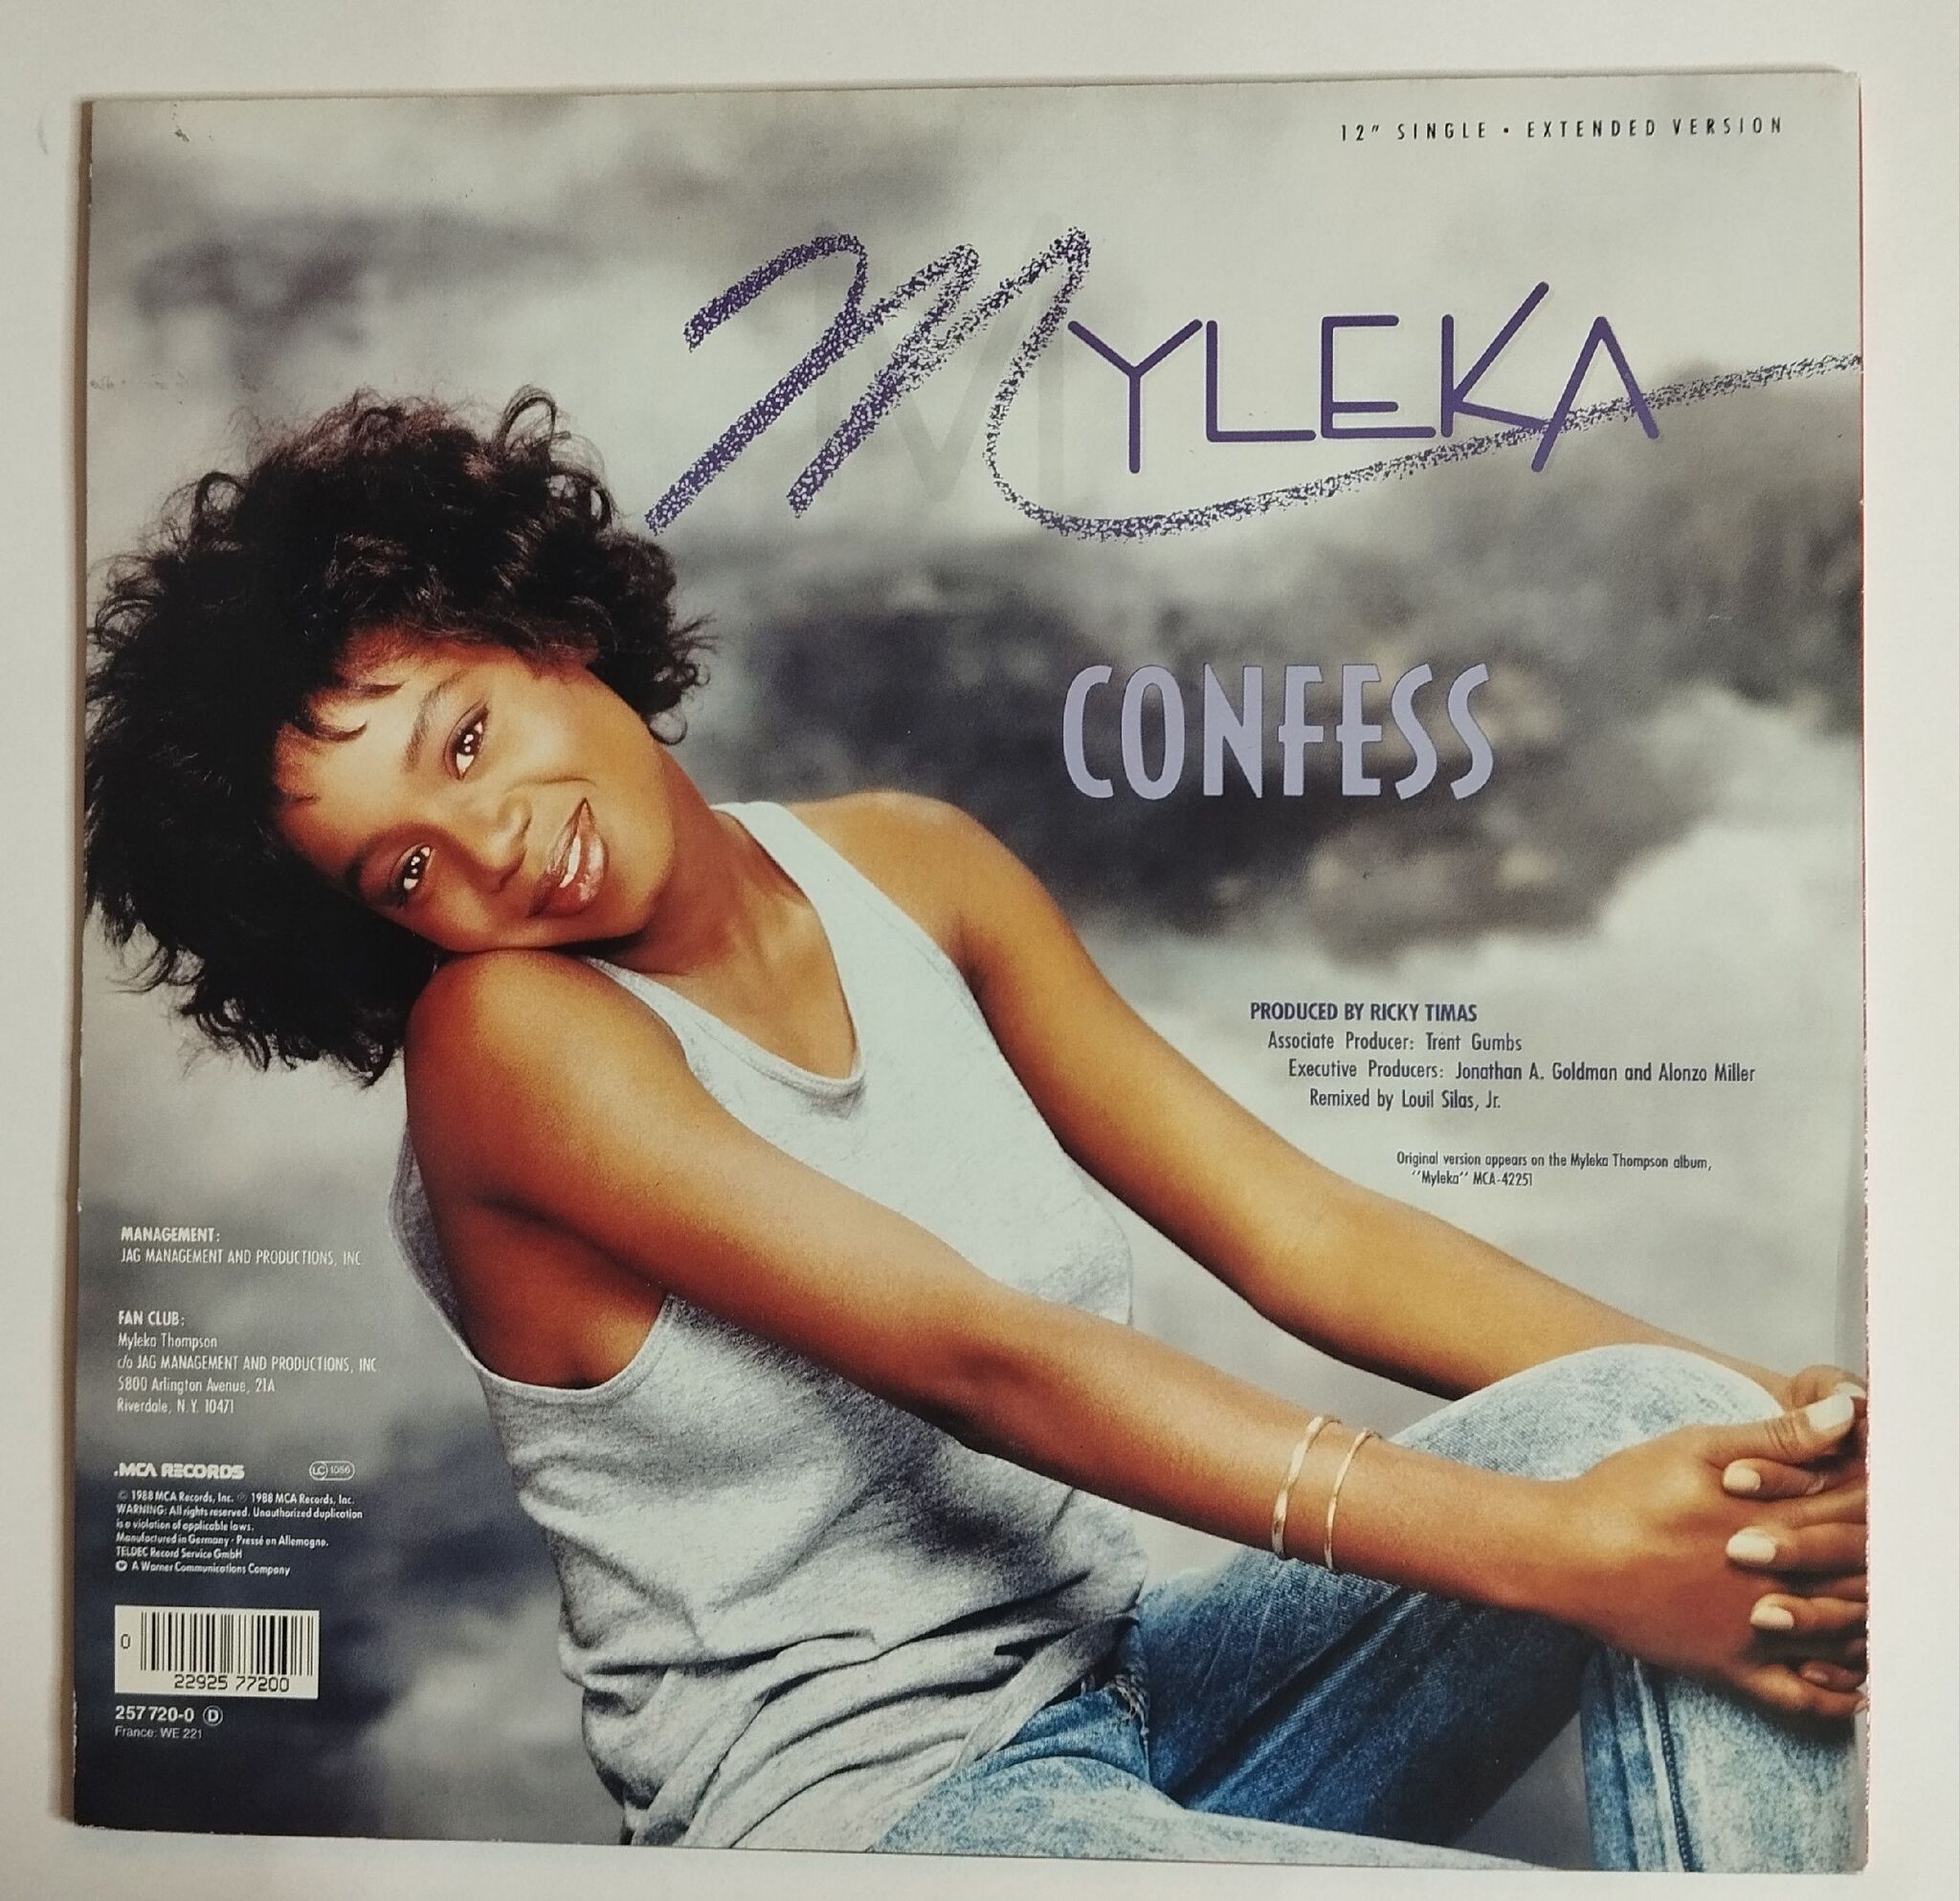 12" SINGLE • EXTENDED VERSION
MYLEKA
CONFESS
PRODUCED BY RICKY TIMAS
Associate Producer: Trent Gumbs
Executive Producers: Jonathan A. Goldman and Alonzo Miller
Remixed by Louil Silas, Jr.
Original version appears on the Myleka Thompson album,
"Myleka" MCA-42251
MANAGEMENT:
JAG MANAGEMENT AND PRODUCTIONS, INC.
FAN CLUB:
Myleka Thompson
c/o JAG MANAGEMENT AND PRODUCTIONS, INC.
5800 Arlington Avenue, 21A
Riverdale, N.Y. 10471
MCA RECORDS LC 1056
© 1988 MCA Records, Inc. ℗ 1988 MCA Records, Inc.
WARNING: All rights reserved. Unauthorized duplication
is a violation of applicable laws.
Manufactured in Germany · Pressé en Allemagne.
TELDEC Record Service GmbH
A Warner Communications Company
0 22925 77200
257 720-0 D
France: WE 221